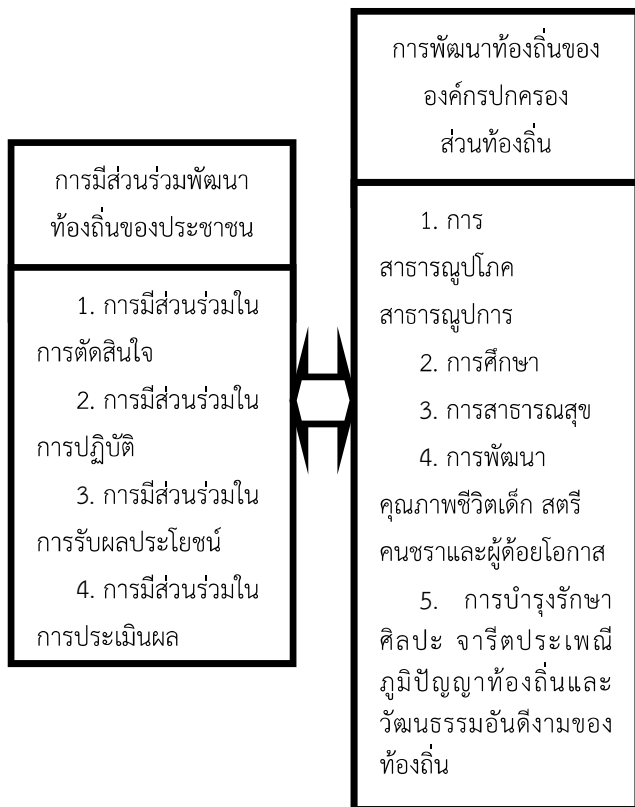 การมีส่วนร่วมพัฒนา
ท้องถิ่นของประชาชน
1. การมีส่วนร่วมใน
การตัดสินใจ
2. การมีส่วนร่วมใน
การปฏิบัติ
3. การมีส่วนร่วมใน
การรับผลประโยชน์
4. การมีส่วนร่วมใน
การประเมินผล
การพัฒนาท้องถิ่นของ
องค์กรปกครอง
ส่วนท้องถิ่น
1. การ
สาธารณูปโภค
สาธารณูปการ
2. การศึกษา
3. การสาธารณสุข
4. การพัฒนา
คุณภาพชีวิตเด็ก สตรี
คนชราและผู้ด้อยโอกาส
5. การบำรุงรักษา
ศิลปะ จารีตประเพณี
ภูมิปัญญาท้องถิ่นและ
วัฒนธรรมอันดีงามของ
ท้องถิ่น